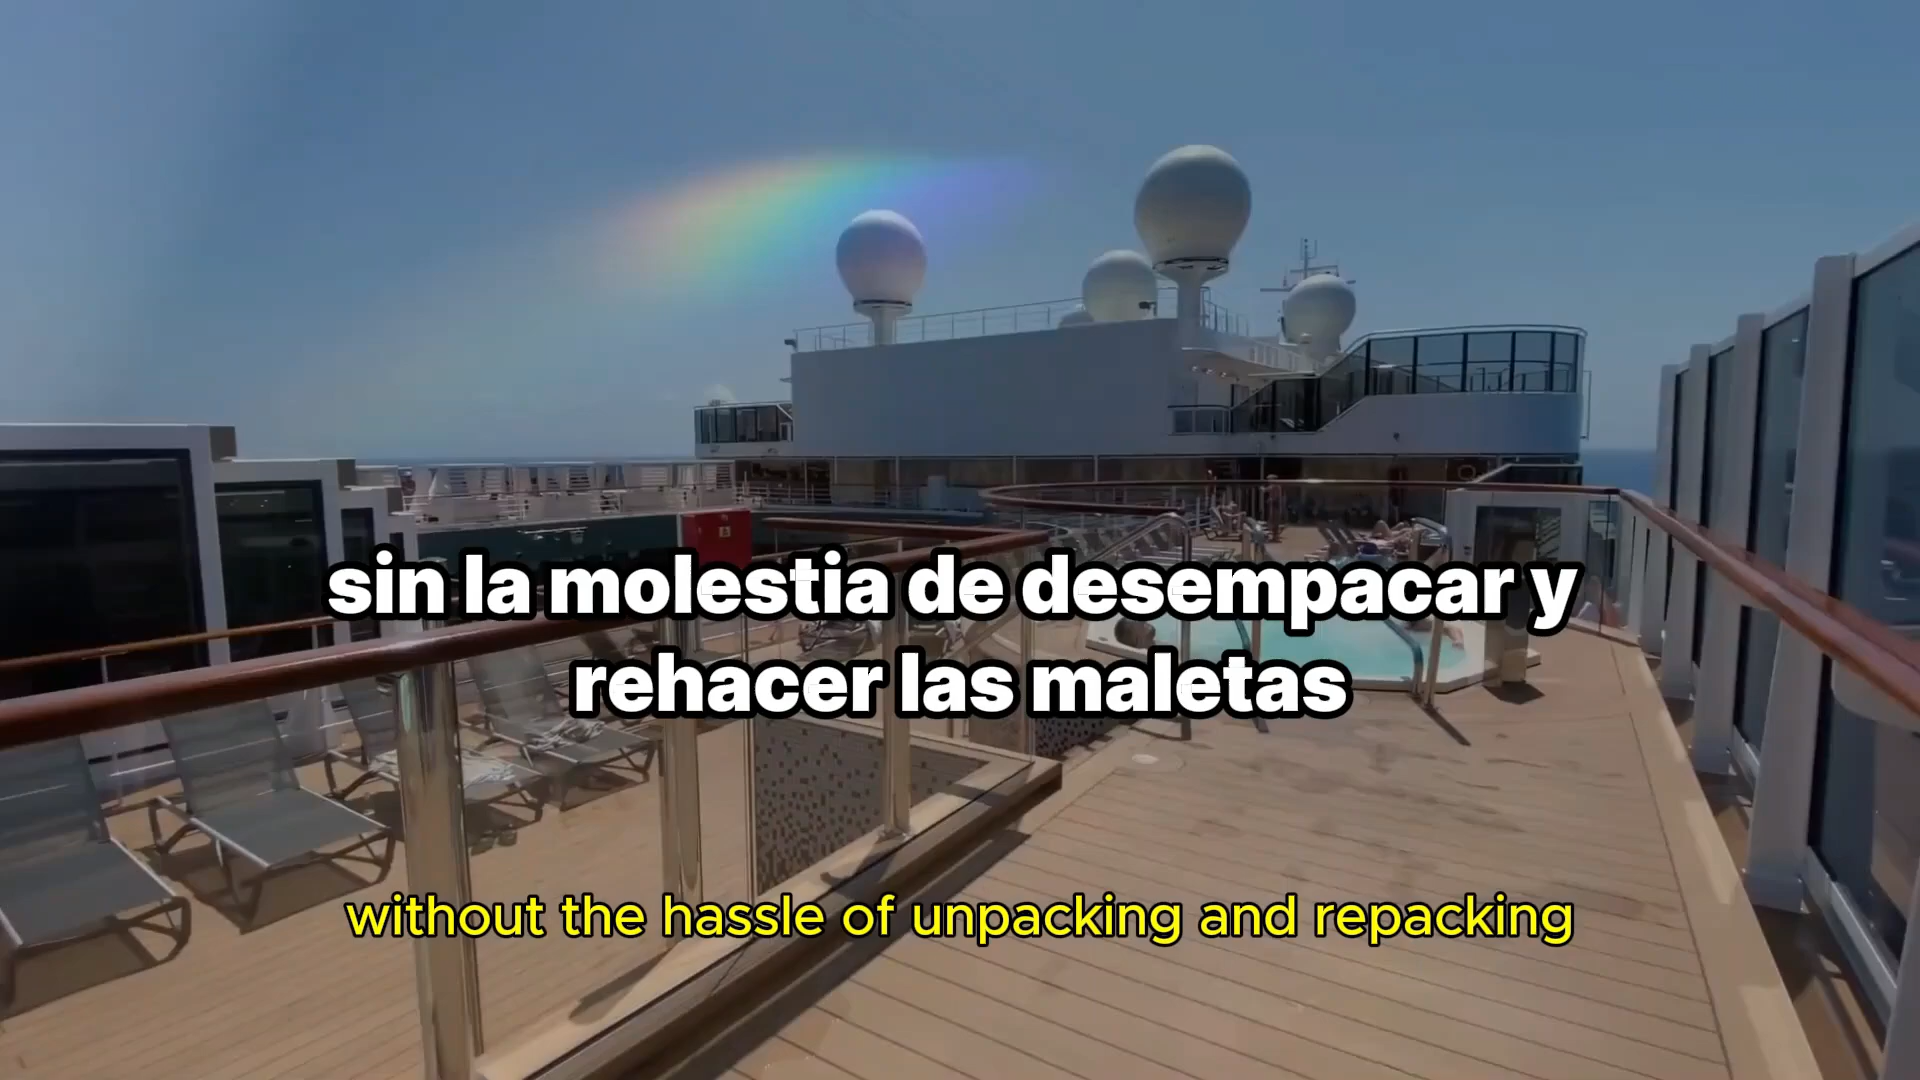 sin la molestia de desempacar y
rehacer las maletas
without the hassle of unpacking and repacking